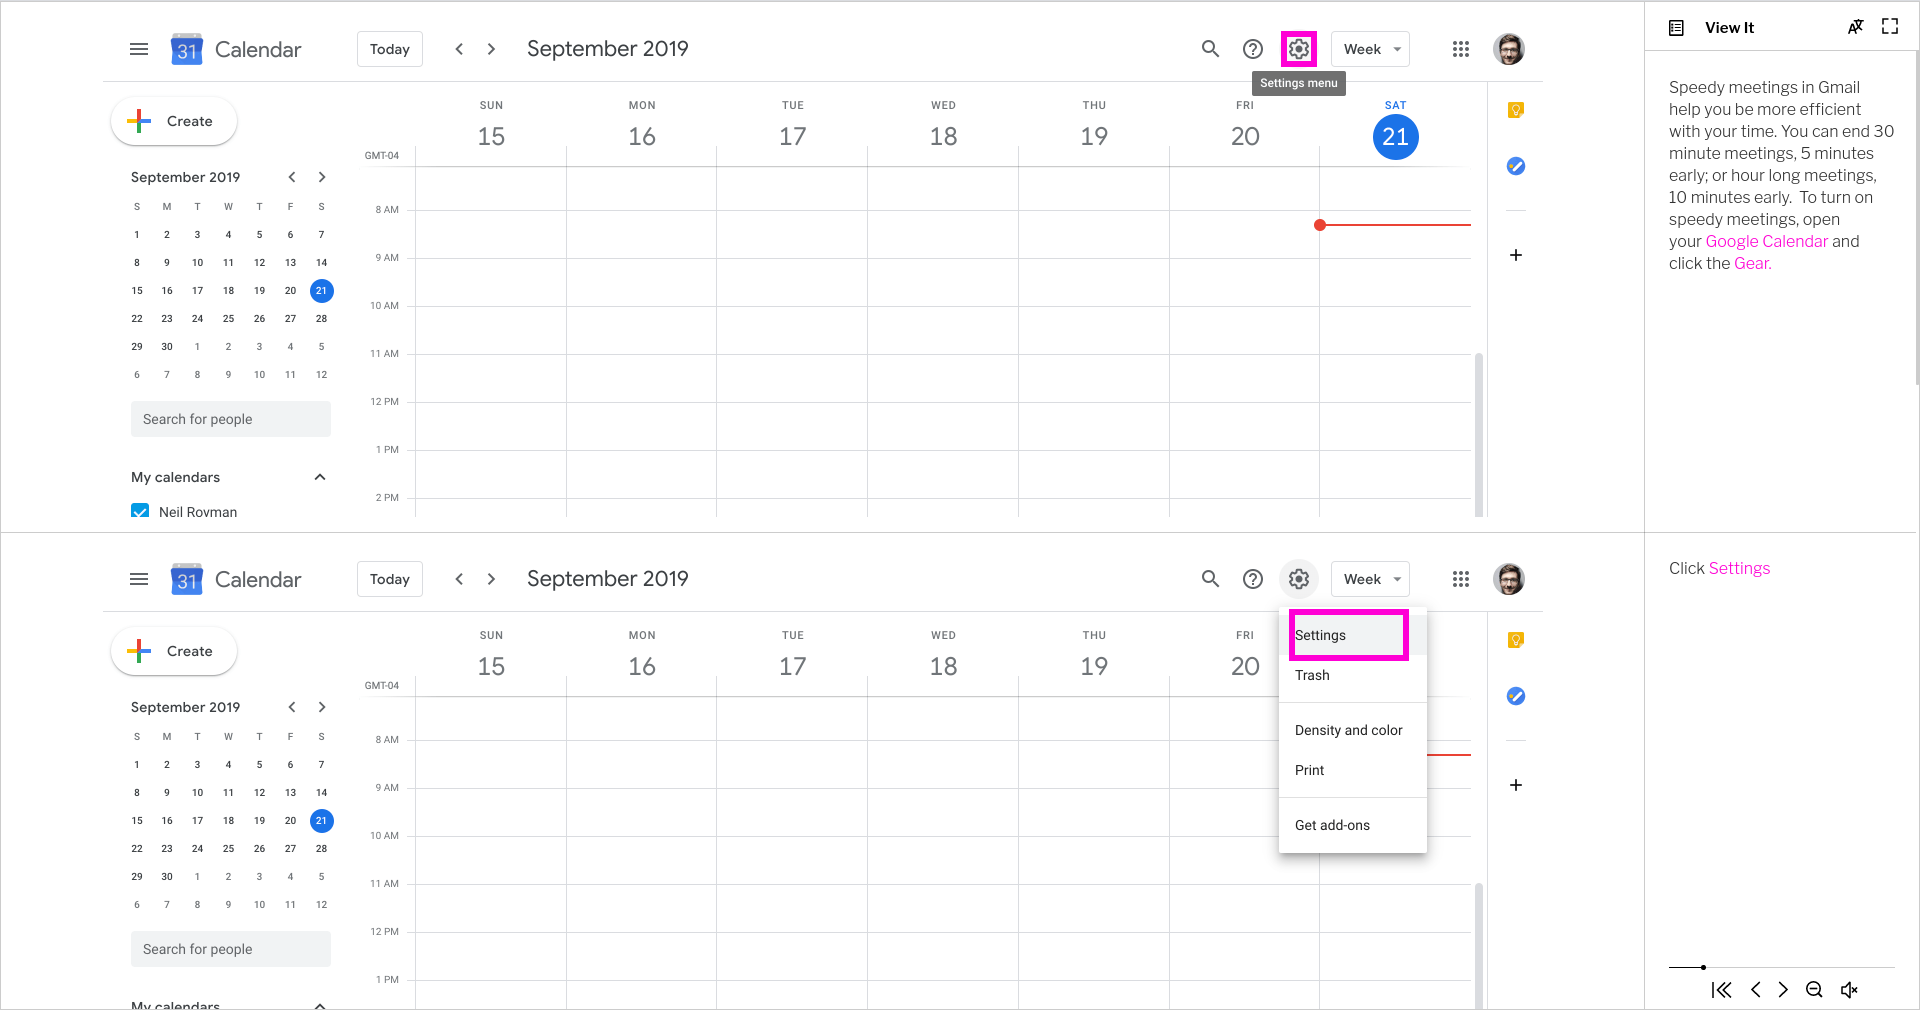 31 Calendar Today September 2019 Week
Settings menu
View It
Create
SUN MON TUE WED THU FRI SAT
15 16 17 18 19 20 21
GMT-04
September 2019
S M T W T F S
1 2 3 4 5 6 7
8 9 10 11 12 13 14
15 16 17 18 19 20 21
22 23 24 25 26 27 28
29 30 1 2 3 4 5
6 7 8 9 10 11 12
Search for people
My calendars
Neil Rovman
8 AM
9 AM
10 AM
11 AM
12 PM
1 PM
2 PM
Speedy meetings in Gmail
help you be more efficient
with your time. You can end 30
minute meetings, 5 minutes
early; or hour long meetings,
10 minutes early. To turn on
speedy meetings, open
your Google Calendar and
click the Gear.
31 Calendar Today September 2019 Week
Create
SUN MON TUE WED THU FRI
15 16 17 18 19 20
GMT-04
September 2019
S M T W T F S
1 2 3 4 5 6 7
8 9 10 11 12 13 14
15 16 17 18 19 20 21
22 23 24 25 26 27 28
29 30 1 2 3 4 5
6 7 8 9 10 11 12
Search for people
My calendars
8 AM
9 AM
10 AM
11 AM
12 PM
1 PM
Settings
Trash
Density and color
Print
Get add-ons
Click Settings